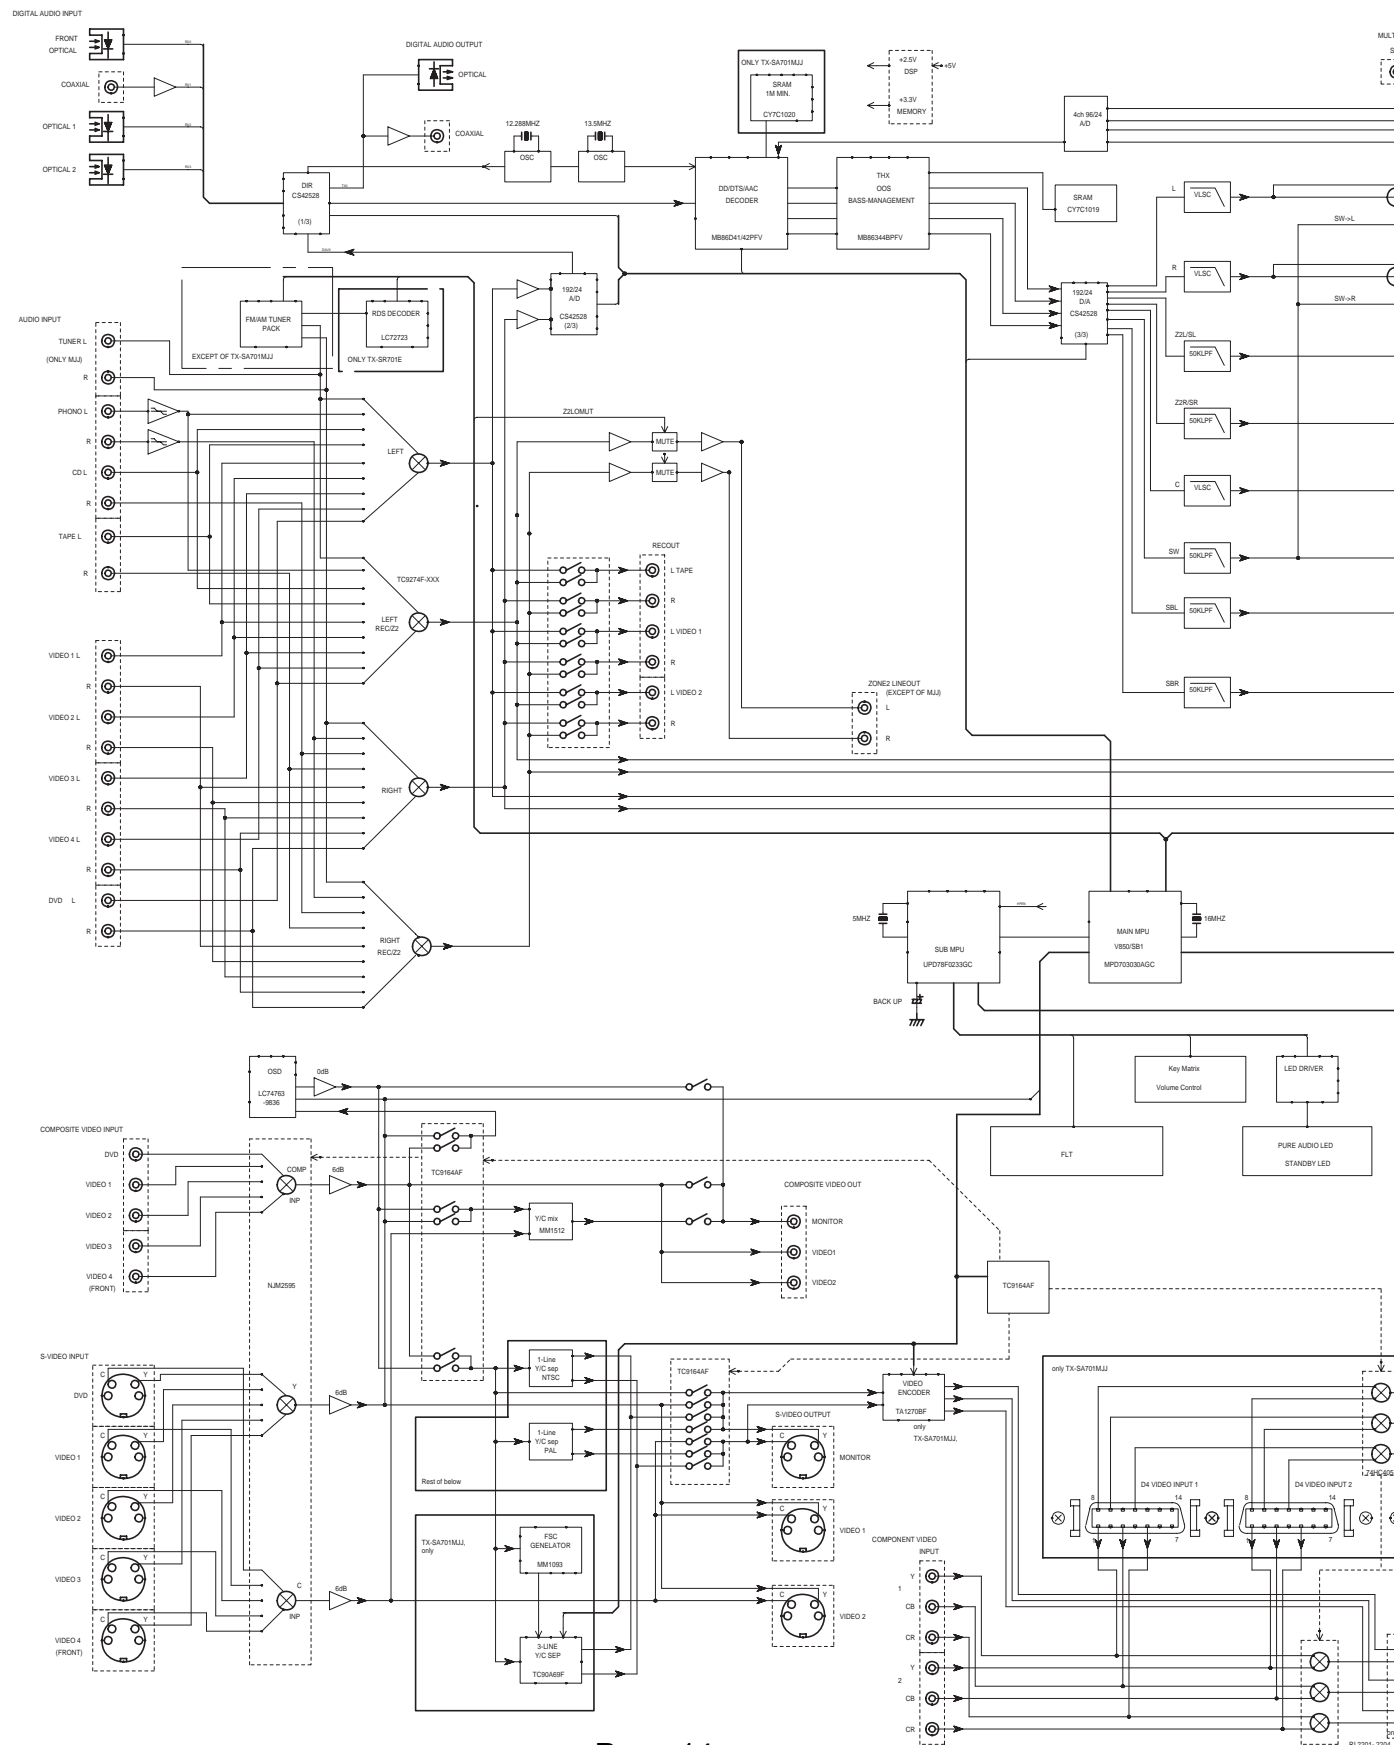 DIGITAL AUDIO INPUT
FRONT
OPTICAL
COAXIAL
OPTICAL 1
OPTICAL 2
DIGITAL AUDIO OUTPUT
OPTICAL
COAXIAL
12.288MHZ
OSC
13.5MHZ
OSC
DIR
CS42528
(1/3)
ONLY TX-SA701MJJ
SRAM
1M MIN.
CY7C1020
+2.5V
DSP
+5V
+3.3V
MEMORY
MULT
S
4ch 96/24
A/D
DD/DTS/AAC
DECODER
MB86D41/42PFV
THX
OOS
BASS-MANAGEMENT
MB86344BPFV
SRAM
CY7C1019
192/24
A/D
CS42528
(2/3)
192/24
D/A
CS42528
(3/3)
L
VLSC
SW->L
R
VLSC
SW->R
Z2L/SL
50KLPF
Z2R/SR
50KLPF
C
VLSC
SW
50KLPF
SBL
50KLPF
SBR
50KLPF
AUDIO INPUT
TUNER L
(ONLY MJJ)
R
PHONO L
R
CD L
R
TAPE L
R
VIDEO 1 L
R
VIDEO 2 L
R
VIDEO 3 L
R
VIDEO 4 L
R
DVD L
R
FM/AM TUNER
PACK
EXCEPT OF TX-SA701MJJ
RDS DECODER
LC72723
ONLY TX-SR701E
LEFT
TC9274F-XXX
LEFT
REC/Z2
RIGHT
RIGHT
REC/Z2
Z2LOMUT
MUTE
MUTE
RECOUT
L TAPE
R
L VIDEO 1
R
L VIDEO 2
R
ZONE2 LINEOUT
(EXCEPT OF MJJ)
L
R
5MHZ
SUB MPU
UPD78F0233GC
BACK UP
MAIN MPU
V850/SB1
MPD703030AGC
16MHZ
Key Matrix
Volume Control
LED DRIVER
FLT
PURE AUDIO LED
STANDBY LED
OSD
LC74763
-9836
0dB
COMPOSITE VIDEO INPUT
DVD
VIDEO 1
VIDEO 2
VIDEO 3
VIDEO 4
(FRONT)
COMP
INP
6dB
NJM2595
TC9164AF
Y/C mix
MM1512
COMPOSITE VIDEO OUT
MONITOR
VIDEO1
VIDEO2
TC9164AF
S-VIDEO INPUT
C Y
DVD
C Y
VIDEO 1
C Y
VIDEO 2
C Y
VIDEO 3
C Y
VIDEO 4
(FRONT)
Y
6dB
C
INP
6dB
1-Line
Y/C sep
NTSC
1-Line
Y/C sep
PAL
Rest of below
TX-SA701MJJ,
only
FSC
GENELATOR
MM1093
3-LINE
Y/C SEP
TC90A69F
TC9164AF
S-VIDEO OUTPUT
C Y
MONITOR
C Y
VIDEO 1
C Y
VIDEO 2
VIDEO
ENCODER
TA1270BF
only
TX-SA701MJJ,
only TX-SA701MJJ
D4 VIDEO INPUT 1
8
14
7
D4 VIDEO INPUT 2
8
14
1
7
COMPONENT VIDEO
INPUT
Y
1
CB
CR
Y
2
CB
CR